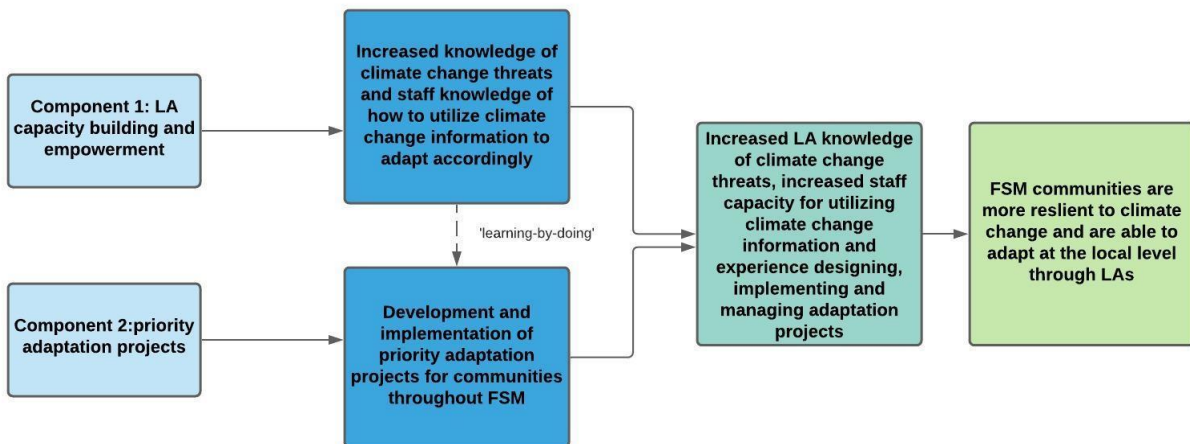 Component 1: LA
capacity building and
empowerment
Increased knowledge of
climate change threats
and staff knowledge of
how to utilize climate
change information to
adapt accordingly
'learning-by-doing'
Component 2:priority
adaptation projects
Development and
implementation of
priority adaptation
projects for communities
throughout FSM
Increased LA knowledge
of climate change
threats, increased staff
capacity for utilizing
climate change
information and
experience designing,
implementing and
managing adaptation
projects
FSM communities are
more reslient to climate
change and are able to
adapt at the local level
through LAs